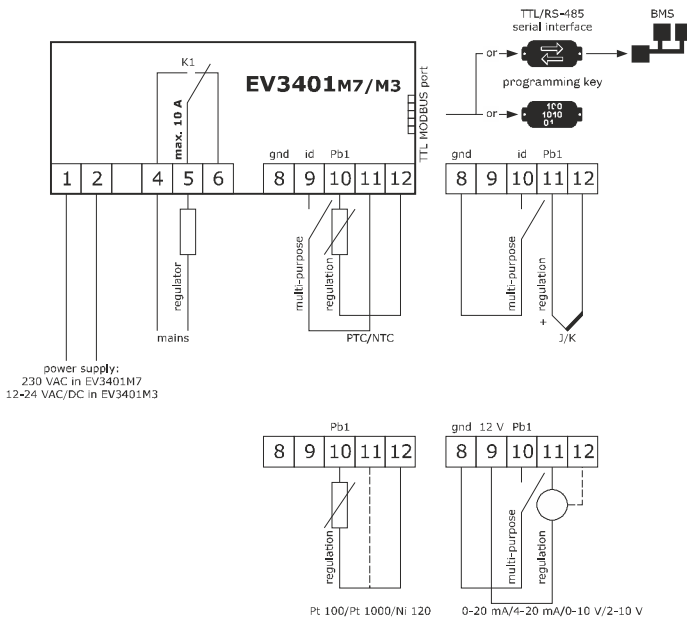 TTL/RS-485
serial interface
BMS
K1
EV3401M7/M3
or
programming key
max. 10 A
TTL MODBUS port
or
100
1010
01
gnd id Pb1
gnd id Pb1
1 2 4 5 6 8 9 10 11 12
8 9 10 11 12
regulator
multi-purpose
regulation
multi-purpose
regulation
+
mains
PTC/NTC
J/K
power supply:
230 VAC in EV3401M7
12-24 VAC/DC in EV3401M3
Pb1
gnd 12 V Pb1
8 9 10 11 12
8 9 10 11 12
regulation
multi-purpose
regulation
Pt 100/Pt 1000/Ni 120
0-20 mA/4-20 mA/0-10 V/2-10 V